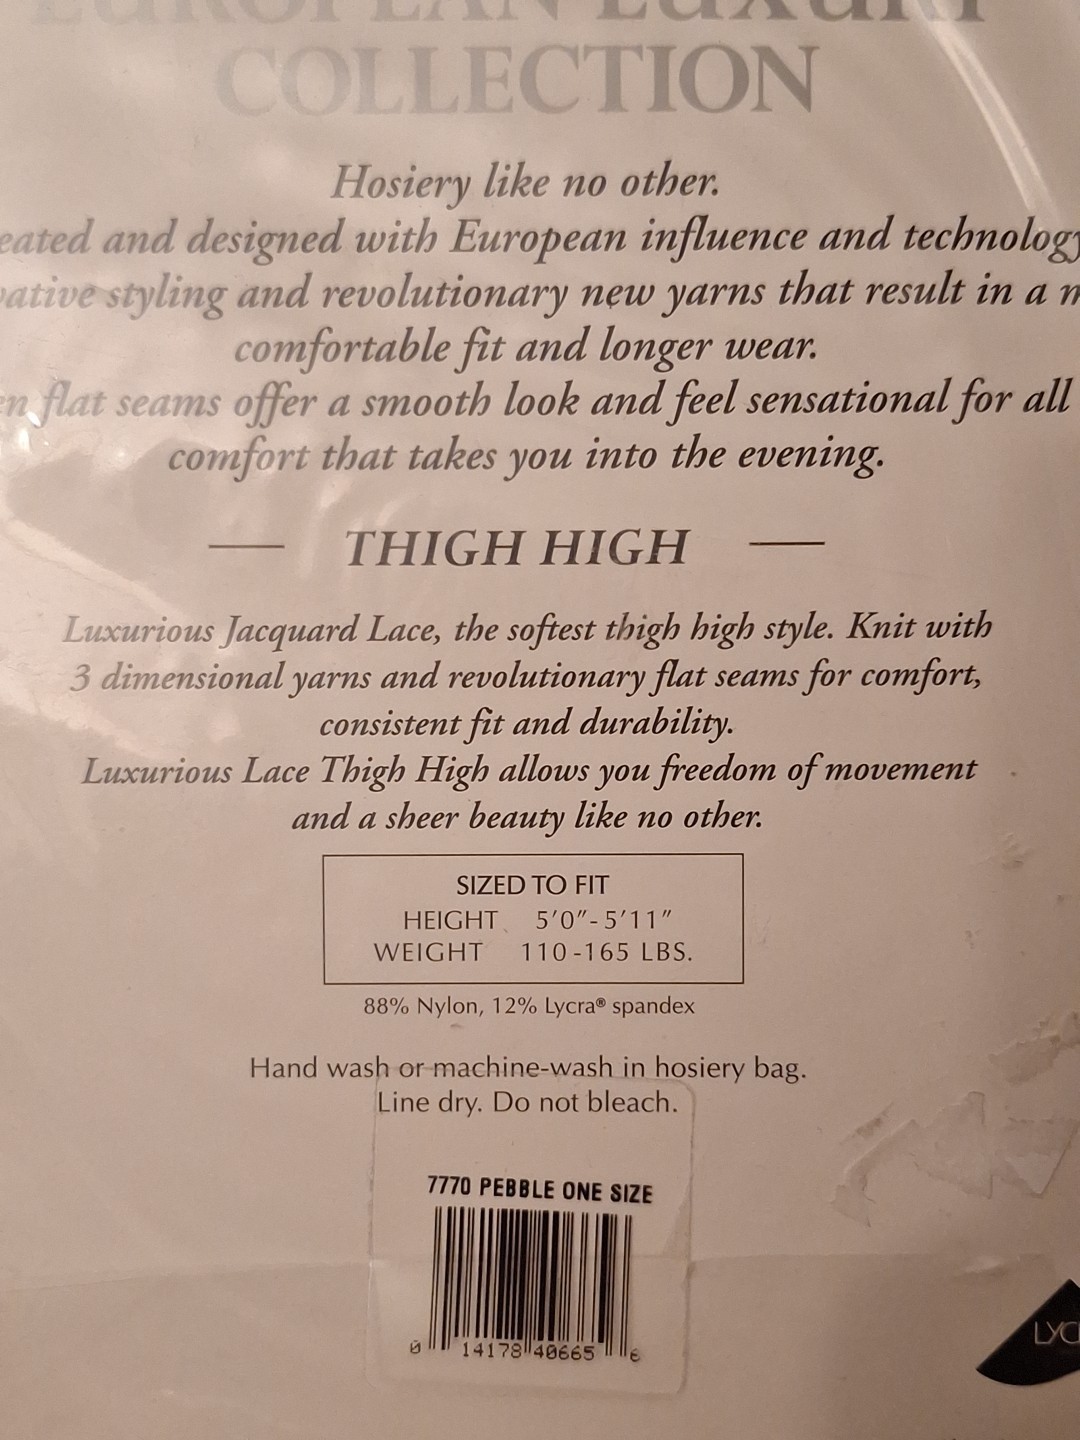 EUROPEAN LUXURY
COLLECTION
Hosiery like no other.
eated and designed with European influence and technology
vative styling and revolutionary new yarns that result in a m
comfortable fit and longer wear.
en flat seams offer a smooth look and feel sensational for all
comfort that takes you into the evening.
— THIGH HIGH —
Luxurious Jacquard Lace, the softest thigh high style. Knit with
3 dimensional yarns and revolutionary flat seams for comfort,
consistent fit and durability.
Luxurious Lace Thigh High allows you freedom of movement
and a sheer beauty like no other.
SIZED TO FIT
HEIGHT 5'0"-5'11"
WEIGHT 110-165 LBS.
88% Nylon, 12% Lycra® spandex
Hand wash or machine-wash in hosiery bag.
Line dry. Do not bleach.
7770 PEBBLE ONE SIZE
0 14178 40665 6
LYC